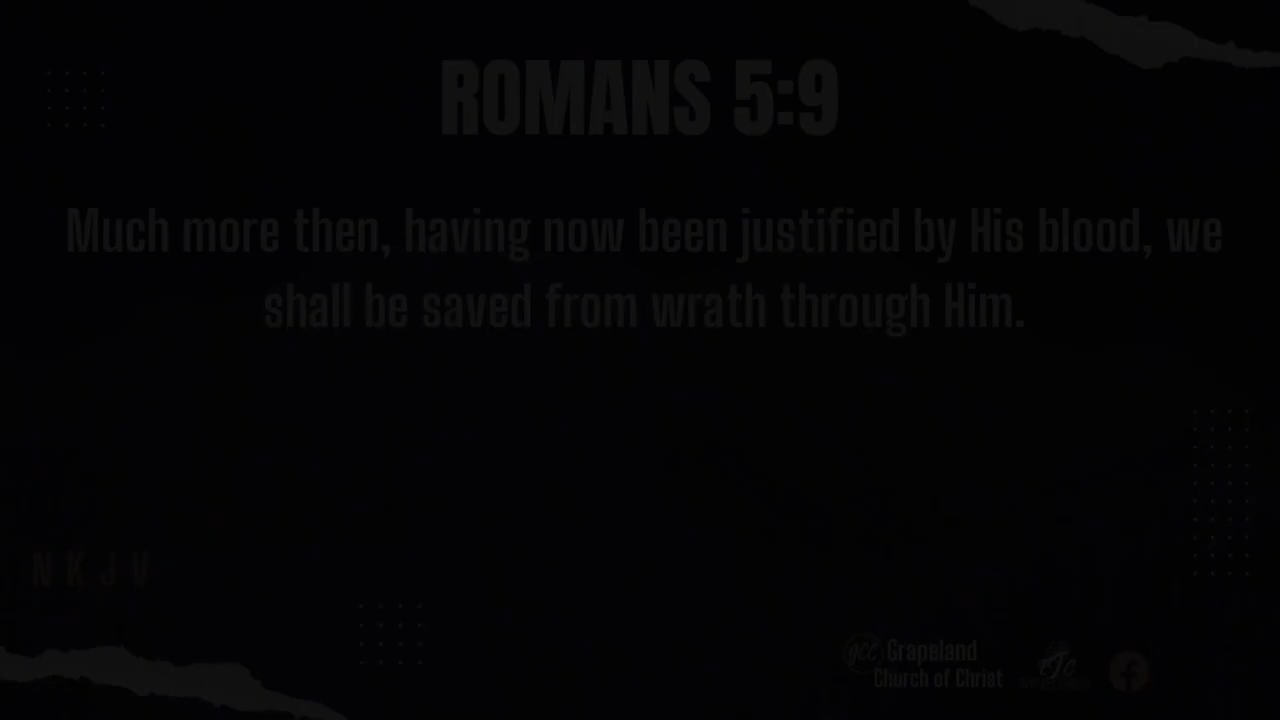 ROMANS 5:9
Much more then, having now been justified by His blood, we
shall be saved from wrath through Him.
NKJV
gcc Grapeland
Church of Christ